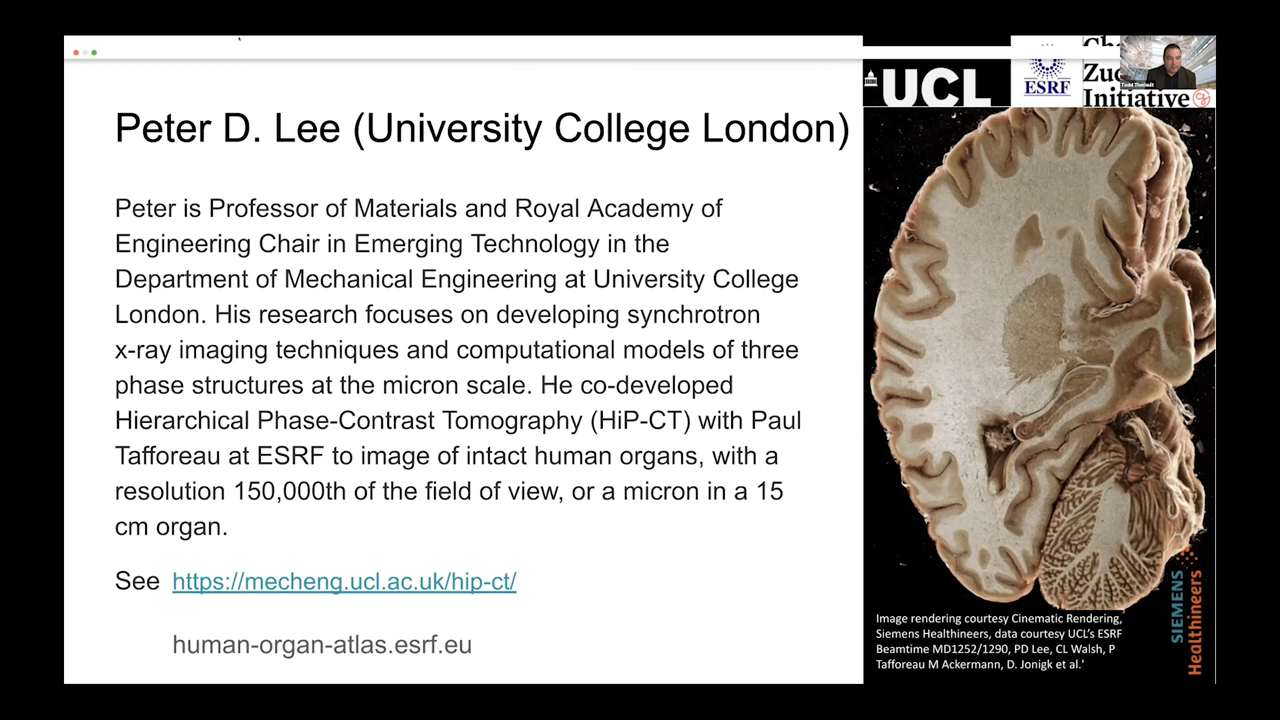 Peter D. Lee (University College London)
Peter is Professor of Materials and Royal Academy of
Engineering Chair in Emerging Technology in the
Department of Mechanical Engineering at University College
London. His research focuses on developing synchrotron
x-ray imaging techniques and computational models of three
phase structures at the micron scale. He co-developed
Hierarchical Phase-Contrast Tomography (HiP-CT) with Paul
Tafforeau at ESRF to image of intact human organs, with a
resolution 150,000th of the field of view, or a micron in a 15
cm organ.
See https://mecheng.ucl.ac.uk/hip-ct/
human-organ-atlas.esrf.eu
UCL
ESRF
Initiative
Image rendering courtesy Cinematic Rendering,
Siemens Healthineers, data courtesy UCL's ESRF
Beamtime MD1252/1290, PD Lee, CL Walsh, P
Tafforeau M Ackermann, D. Jonigk et al.'
SIEMENS
Healthineers